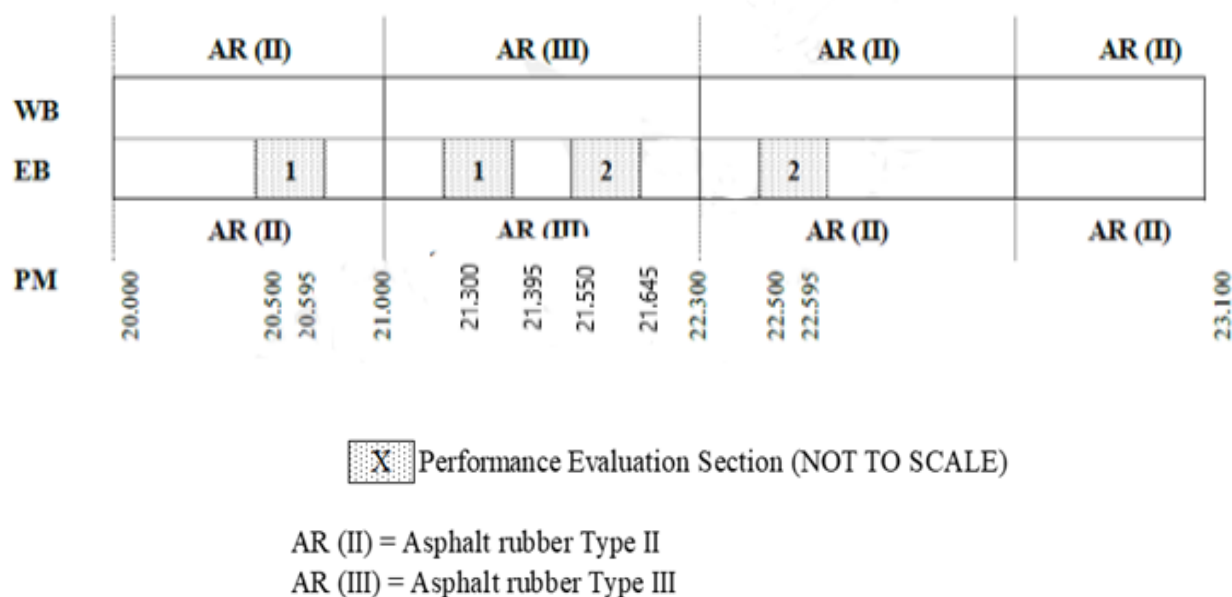 AR (II) AR (III) AR (II) AR (II)
WB
EB 1 1 2 2
AR (II) AR (III) AR (II) AR (II)
PM 20.000 20.500 20.595 21.000 21.300 21.395 21.550 21.645 22.300 22.500 22.595 23.100
X Performance Evaluation Section (NOT TO SCALE)
AR (II) = Asphalt rubber Type II
AR (III) = Asphalt rubber Type III